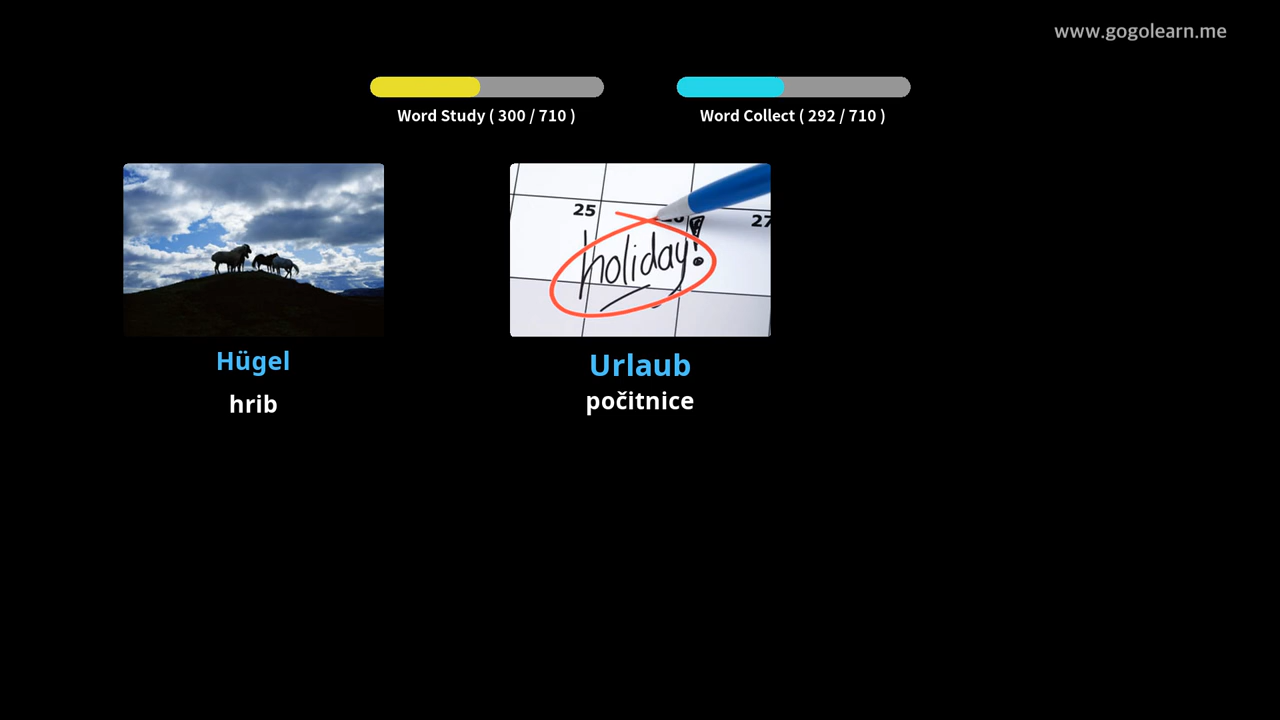 www.gogolearn.me
Word Study ( 300 / 710 )
Word Collect ( 292 / 710 )
25
27
holiday!
Hügel
hrib
Urlaub
počitnice